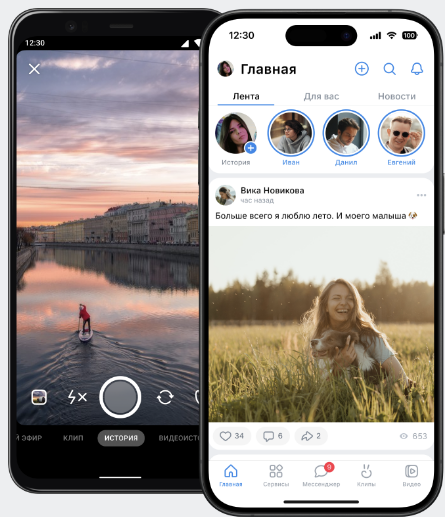 12:30
Й ЭФИР
КЛИП
ИСТОРИЯ
ВИДЕОИСТО
12:30
100
Главная
Лента
Для вас
Новости
История
Иван
Данил
Евгений
Вика Новикова
час назад
Больше всего я люблю лето. И моего малыша 🐶
34
6
2
653
9
Главная
Сервисы
Мессенджер
Клипы
Видео